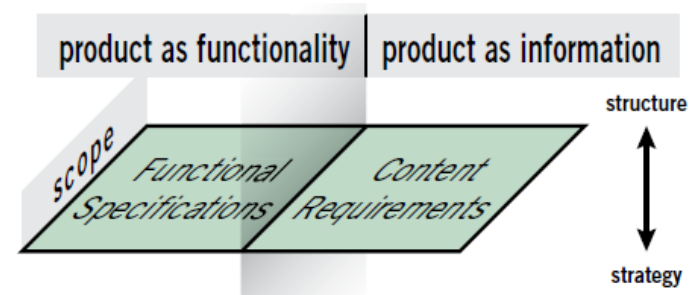 product as functionality
product as information
structure
scope
Functional
Specifications
Content
Requirements
strategy